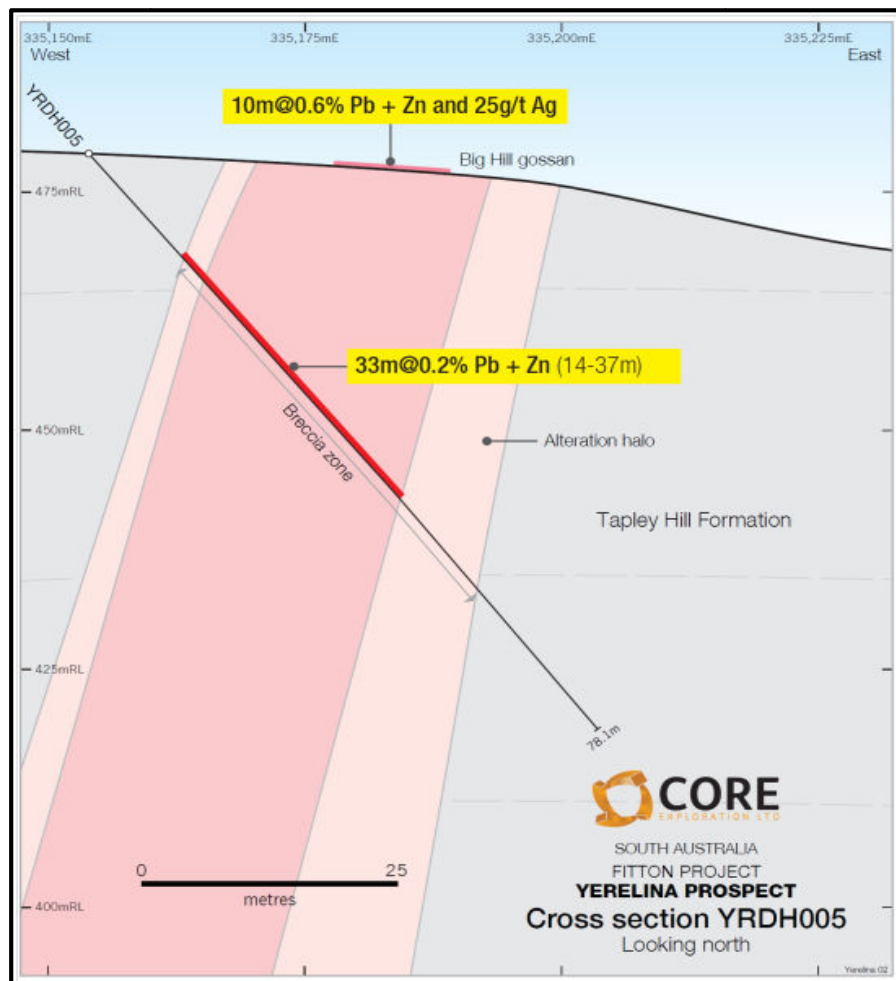 335,150mE
335,175mE
335,200mE
335,225mE
West
East
YRDH005
10m@0.6% Pb + Zn and 25g/t Ag
Big Hill gossan
475mRL
33m@0.2% Pb + Zn (14-37m)
450mRL
Breccia zone
Alteration halo
Tapley Hill Formation
425mRL
78.1m
CORE
EXPLORATION LTD
SOUTH AUSTRALIA
0
25
metres
FITTON PROJECT
YERELINA PROSPECT
400mRL
Cross section YRDH005
Looking north
Yerelina 02